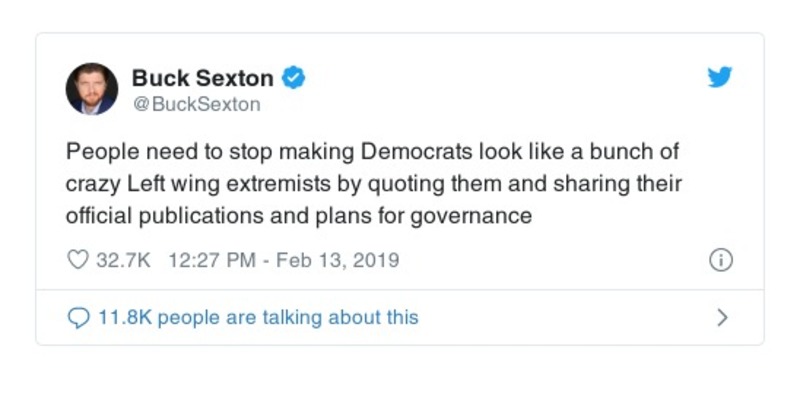 Buck Sexton
@BuckSexton
People need to stop making Democrats look like a bunch of
crazy Left wing extremists by quoting them and sharing their
official publications and plans for governance
32.7K 12:27 PM - Feb 13, 2019
11.8K people are talking about this